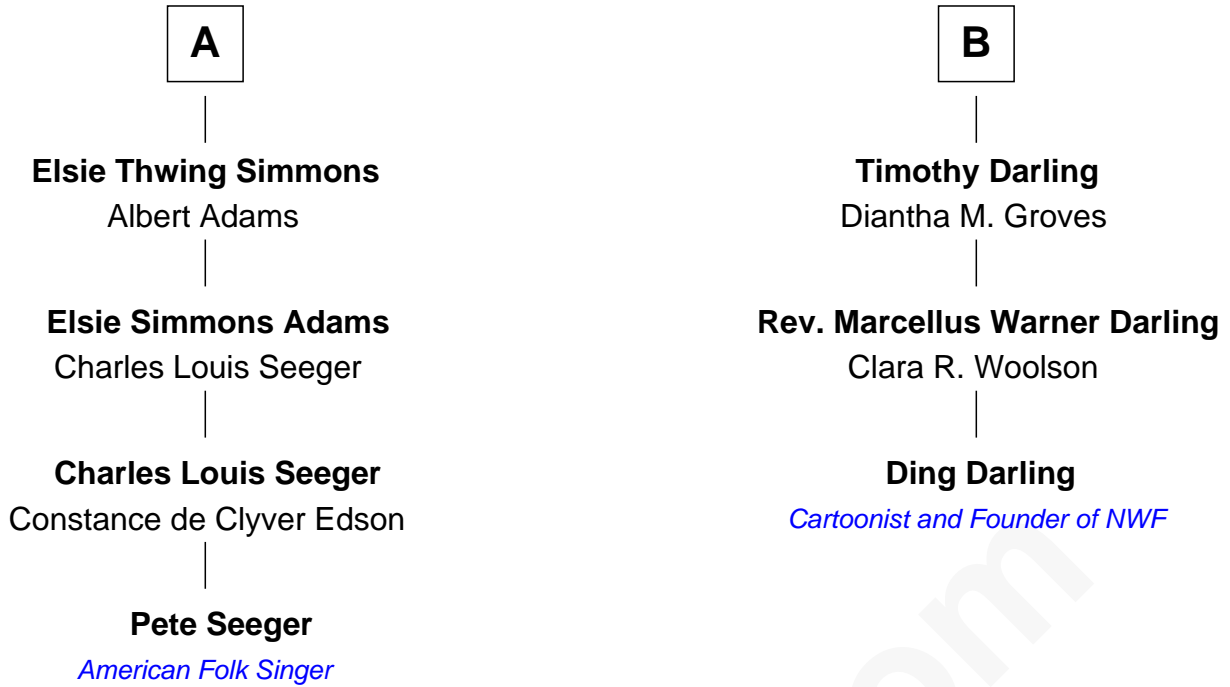 A
Elsie Thwing Simmons
Albert Adams
Elsie Simmons Adams
Charles Louis Seeger
Charles Louis Seeger
Constance de Clyver Edson
Pete Seeger
American Folk Singer
B
Timothy Darling
Diantha M. Groves
Rev. Marcellus Warner Darling
Clara R. Woolson
Ding Darling
Cartoonist and Founder of NWF
om